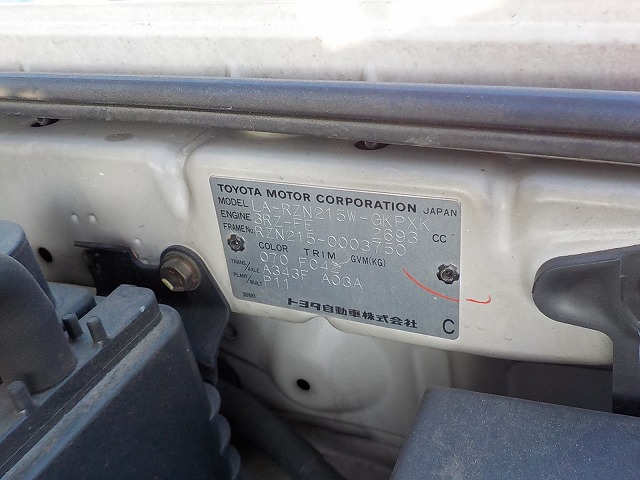 TOYOTA MOTOR CORPORATION JAPAN
MODEL LA-RZN215W-GKPXK
ENGINE 3RZ-FE 2693 CC
FRAME No. RZN215-0003750
COLOR TRIM GVM(KG)
070 FC42
TRANS/AXLE. A343F A03A
PLANT/BUILT P11
トヨタ自動車株式会社 C